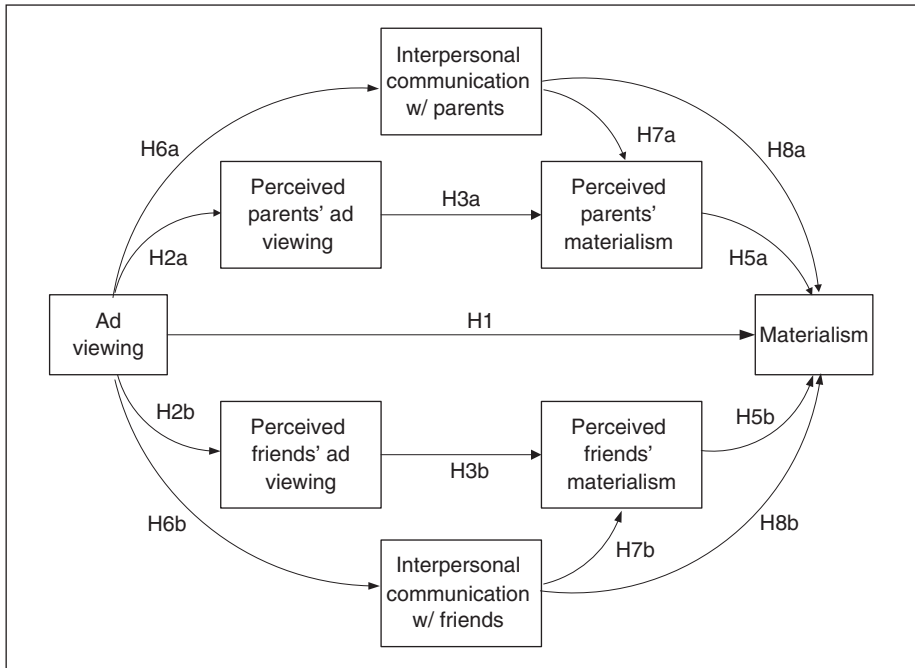 Interpersonal
communication
w/ parents
H6a
H7a
H8a
Perceived
parents' ad
viewing
H3a
Perceived
parents'
materialism
H2a
H5a
Ad
viewing
H1
Materialism
H2b
Perceived
friends' ad
viewing
H3b
Perceived
friends'
materialism
H5b
H6b
H7b
H8b
Interpersonal
communication
w/ friends